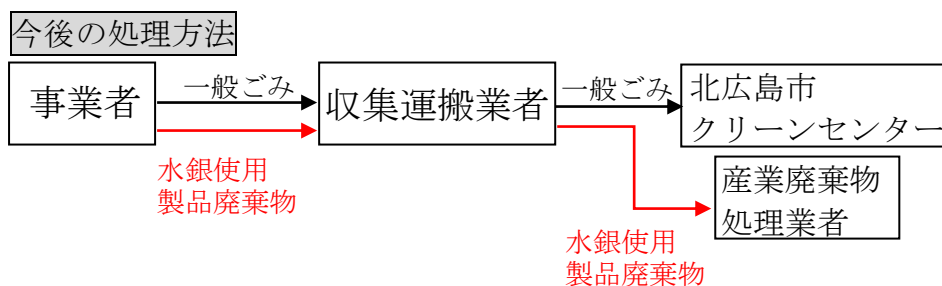 今後の処理方法
事業者
一般ごみ
収集運搬業者
一般ごみ
北広島市
クリーンセンター
水銀使用
製品廃棄物
産業廃棄物
処理業者
水銀使用
製品廃棄物